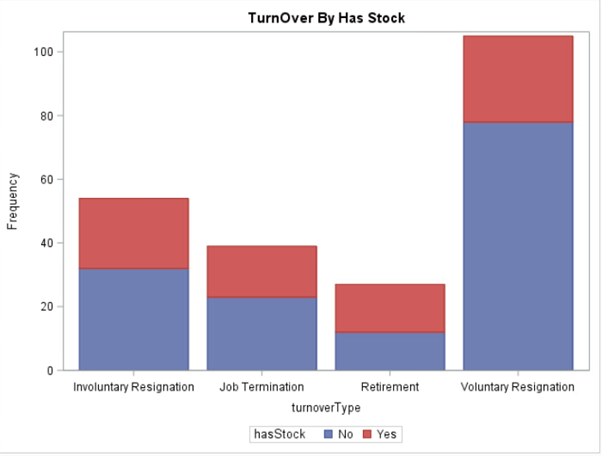 TurnOver By Has Stock
100
80
60
40
20
0
Frequency
Involuntary Resignation Job Termination Retirement Voluntary Resignation
turnoverType
hasStock No Yes